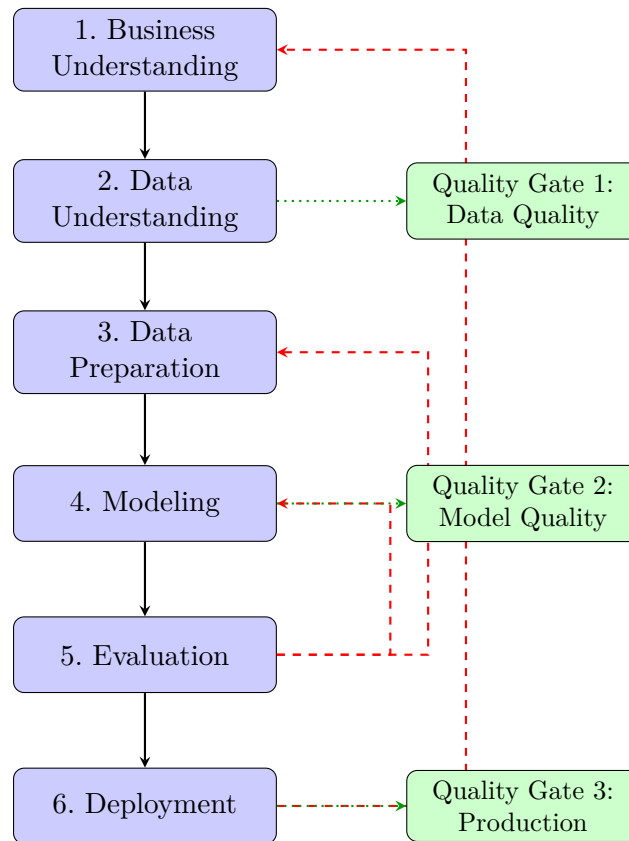 1. Business
Understanding
2. Data
Understanding
Quality Gate 1:
Data Quality
3. Data
Preparation
4. Modeling
Quality Gate 2:
Model Quality
5. Evaluation
6. Deployment
Quality Gate 3:
Production